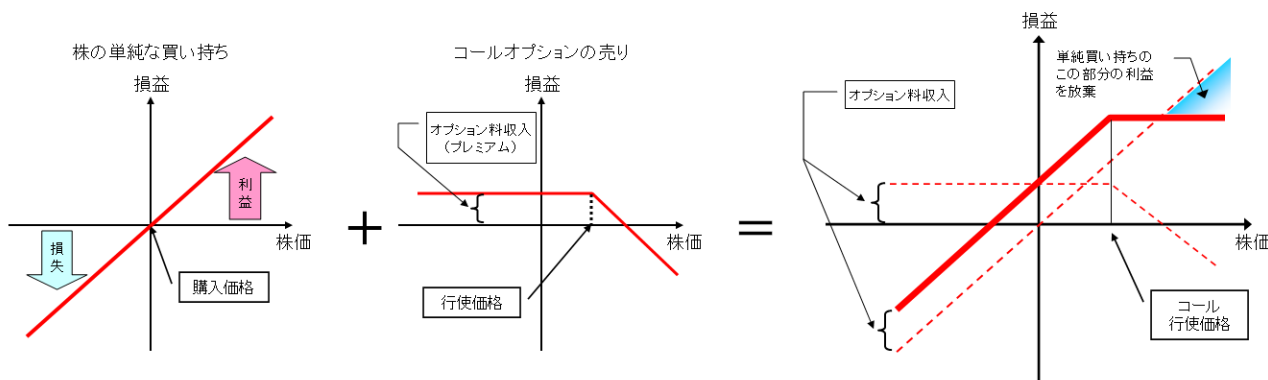 株の単純な買い持ち
損益
利
益
損
失
株価
購入価格
+
コールオプションの売り
損益
オプション料収入
(プレミアム)
株価
行使価格
=
損益
オプション料収入
単純買い持ちの
この部分の利益
を放棄
株価
コール
行使価格